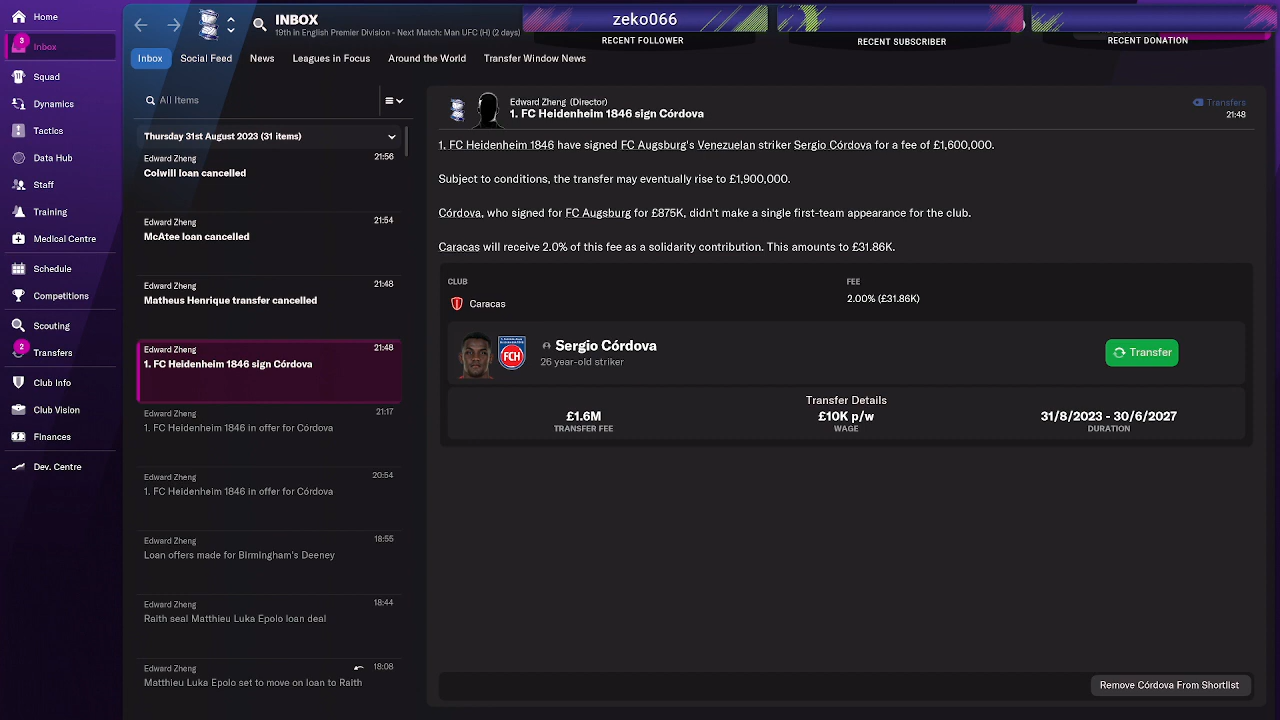 Home
3
Inbox
Squad
Dynamics
Tactics
Data Hub
Staff
Training
Medical Centre
Schedule
Competitions
Scouting
2
Transfers
Club Info
Club Vision
Finances
Dev. Centre
INBOX
19th in English Premier Division - Next Match: Man UFC (H) (2 days)
zeko066
RECENT FOLLOWER
RECENT SUBSCRIBER
RECENT DONATION
Inbox
Social Feed
News
Leagues in Focus
Around the World
Transfer Window News
All Items
Thursday 31st August 2023 (31 items)
Edward Zheng
21:56
Colwill loan cancelled
Edward Zheng
21:54
McAtee loan cancelled
Edward Zheng
21:48
Matheus Henrique transfer cancelled
Edward Zheng
21:48
1. FC Heidenheim 1846 sign Córdova
Edward Zheng
21:17
1. FC Heidenheim 1846 in offer for Córdova
Edward Zheng
20:54
1. FC Heidenheim 1846 in offer for Córdova
Edward Zheng
18:55
Loan offers made for Birmingham's Deeney
Edward Zheng
18:44
Raith seal Matthieu Luka Epolo loan deal
Edward Zheng
18:08
Matthieu Luka Epolo set to move on loan to Raith
Edward Zheng (Director)
1. FC Heidenheim 1846 sign Córdova
Transfers
21:48
1. FC Heidenheim 1846 have signed FC Augsburg's Venezuelan striker Sergio Córdova for a fee of £1,600,000.
Subject to conditions, the transfer may eventually rise to £1,900,000.
Córdova, who signed for FC Augsburg for £875K, didn't make a single first-team appearance for the club.
Caracas will receive 2.0% of this fee as a solidarity contribution. This amounts to £31.86K.
CLUB
FEE
Caracas
2.00% (£31.86K)
FCH
Sergio Córdova
26 year-old striker
Transfer
Transfer Details
£1.6M
£10K p/w
31/8/2023 - 30/6/2027
TRANSFER FEE
WAGE
DURATION
Remove Córdova From Shortlist